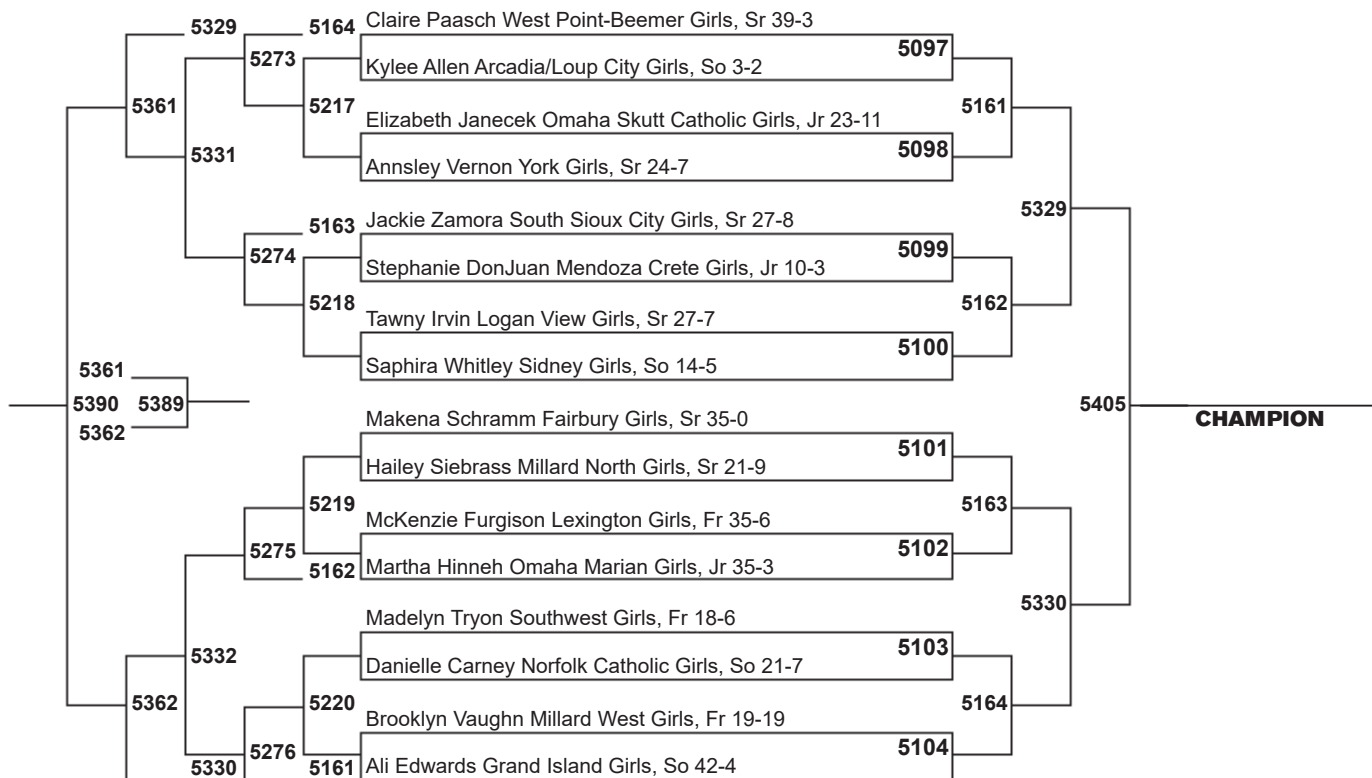 5329
5164
Claire Paasch West Point-Beemer Girls, Sr 39-3
5097
5273
Kylee Allen Arcadia/Loup City Girls, So 3-2
5361
5217
5161
Elizabeth Janecek Omaha Skutt Catholic Girls, Jr 23-11
5098
5331
Annsley Vernon York Girls, Sr 24-7
5329
5163
Jackie Zamora South Sioux City Girls, Sr 27-8
5099
5274
Stephanie DonJuan Mendoza Crete Girls, Jr 10-3
5218
5162
Tawny Irvin Logan View Girls, Sr 27-7
5100
Saphira Whitley Sidney Girls, So 14-5
5361
5390
5389
5362
5405
CHAMPION
Makena Schramm Fairbury Girls, Sr 35-0
5101
Hailey Siebrass Millard North Girls, Sr 21-9
5219
5163
McKenzie Furgison Lexington Girls, Fr 35-6
5102
5275
5162
Martha Hinneh Omaha Marian Girls, Jr 35-3
5330
Madelyn Tryon Southwest Girls, Fr 18-6
5103
5332
Danielle Carney Norfolk Catholic Girls, So 21-7
5362
5220
5164
Brooklyn Vaughn Millard West Girls, Fr 19-19
5104
5276
5330
5161
Ali Edwards Grand Island Girls, So 42-4